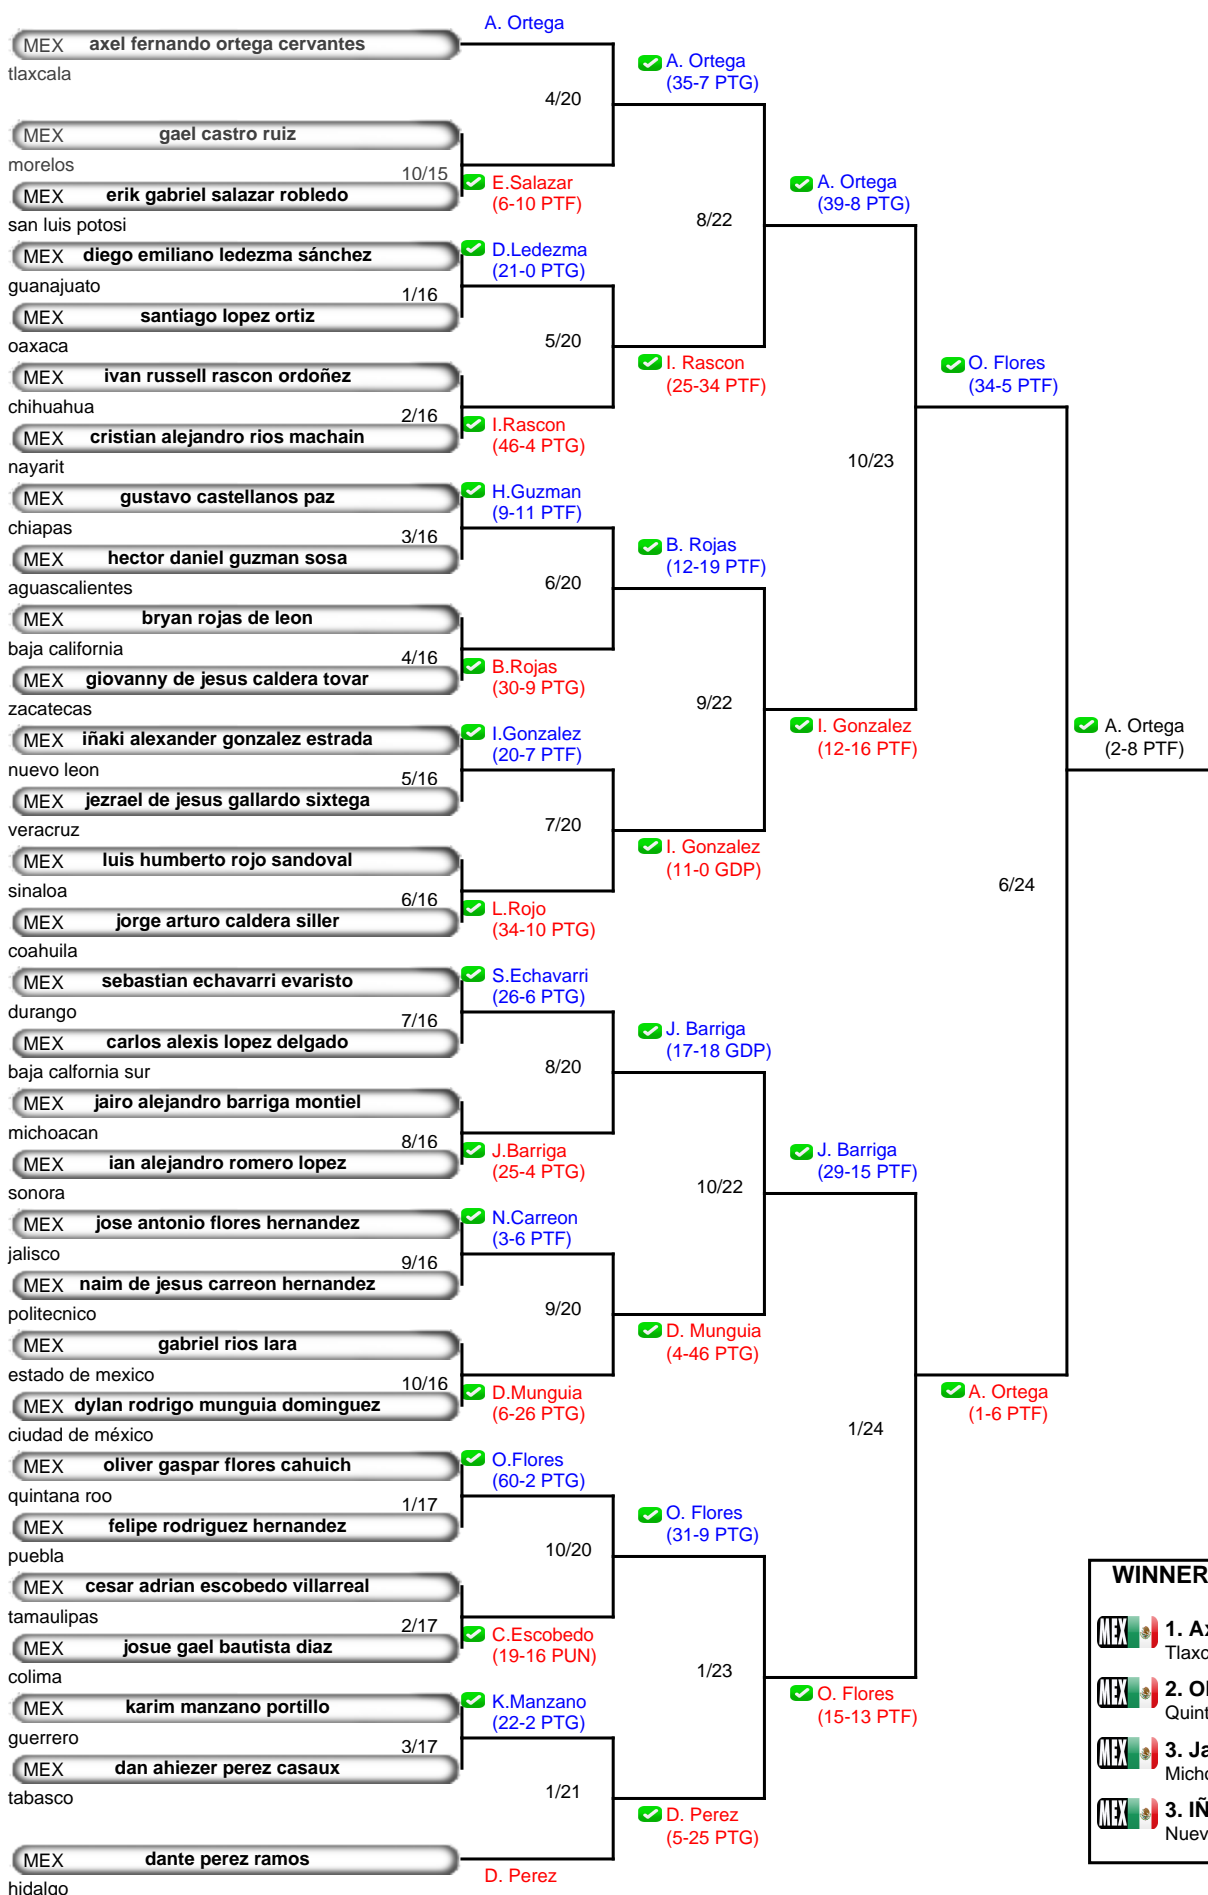 A. Ortega
MEX axel fernando ortega cervantes
tlaxcala
4/20
A. Ortega
(35-7 PTG)
MEX gael castro ruiz
morelos
10/15
MEX erik gabriel salazar robledo
san luis potosi
E.Salazar
(6-10 PTF)
8/22
A. Ortega
(39-8 PTG)
MEX diego emiliano ledezma sánchez
guanajuato
1/16
D.Ledezma
(21-0 PTG)
MEX santiago lopez ortiz
oaxaca
5/20
I. Rascon
(25-34 PTF)
MEX ivan russell rascon ordoñez
chihuahua
2/16
MEX cristian alejandro rios machain
nayarit
I.Rascon
(46-4 PTG)
O. Flores
(34-5 PTF)
10/23
MEX gustavo castellanos paz
chiapas
3/16
H.Guzman
(9-11 PTF)
MEX hector daniel guzman sosa
aguascalientes
6/20
B. Rojas
(12-19 PTF)
MEX bryan rojas de leon
baja california
4/16
MEX giovanny de jesus caldera tovar
zacatecas
B.Rojas
(30-9 PTG)
9/22
I. Gonzalez
(12-16 PTF)
A. Ortega
(2-8 PTF)
MEX iñaki alexander gonzalez estrada
nuevo leon
5/16
I.Gonzalez
(20-7 PTF)
MEX jezrael de jesus gallardo sixtega
veracruz
7/20
I. Gonzalez
(11-0 GDP)
MEX luis humberto rojo sandoval
sinaloa
6/16
MEX jorge arturo caldera siller
coahuila
L.Rojo
(34-10 PTG)
6/24
MEX sebastian echavarri evaristo
durango
7/16
S.Echavarri
(26-6 PTG)
MEX carlos alexis lopez delgado
baja calfornia sur
8/20
J. Barriga
(17-18 GDP)
MEX jairo alejandro barriga montiel
michoacan
8/16
MEX ian alejandro romero lopez
sonora
J.Barriga
(25-4 PTG)
10/22
J. Barriga
(29-15 PTF)
MEX jose antonio flores hernandez
jalisco
9/16
N.Carreon
(3-6 PTF)
MEX naim de jesus carreon hernandez
politecnico
9/20
D. Munguia
(4-46 PTG)
MEX gabriel rios lara
estado de mexico
10/16
MEX dylan rodrigo munguia dominguez
ciudad de méxico
D.Munguia
(6-26 PTG)
1/24
A. Ortega
(1-6 PTF)
MEX oliver gaspar flores cahuich
quintana roo
1/17
O.Flores
(60-2 PTG)
MEX felipe rodriguez hernandez
puebla
10/20
O. Flores
(31-9 PTG)
MEX cesar adrian escobedo villarreal
tamaulipas
2/17
MEX josue gael bautista diaz
colima
C.Escobedo
(19-16 PUN)
1/23
O. Flores
(15-13 PTF)
MEX karim manzano portillo
guerrero
3/17
K.Manzano
(22-2 PTG)
MEX dan ahiezer perez casaux
tabasco
1/21
D. Perez
(5-25 PTG)
MEX dante perez ramos
hidalgo
D. Perez
WINNER
MEX 1. Ax
Tlaxc
MEX 2. Ol
Quint
MEX 3. Ja
Micho
MEX 3. IÑ
Nuev